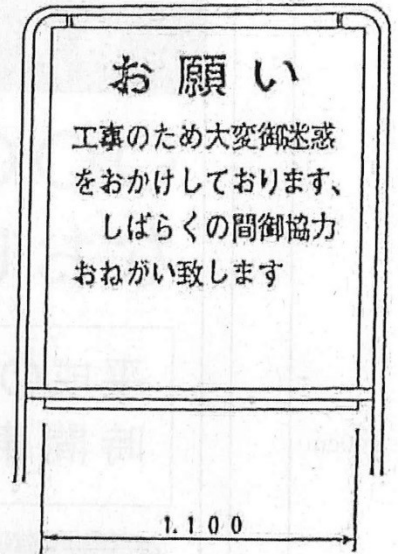 お願い
工事のため大変御迷惑
をおかけしております、
しばらくの間御協力
おねがい致します
1.100